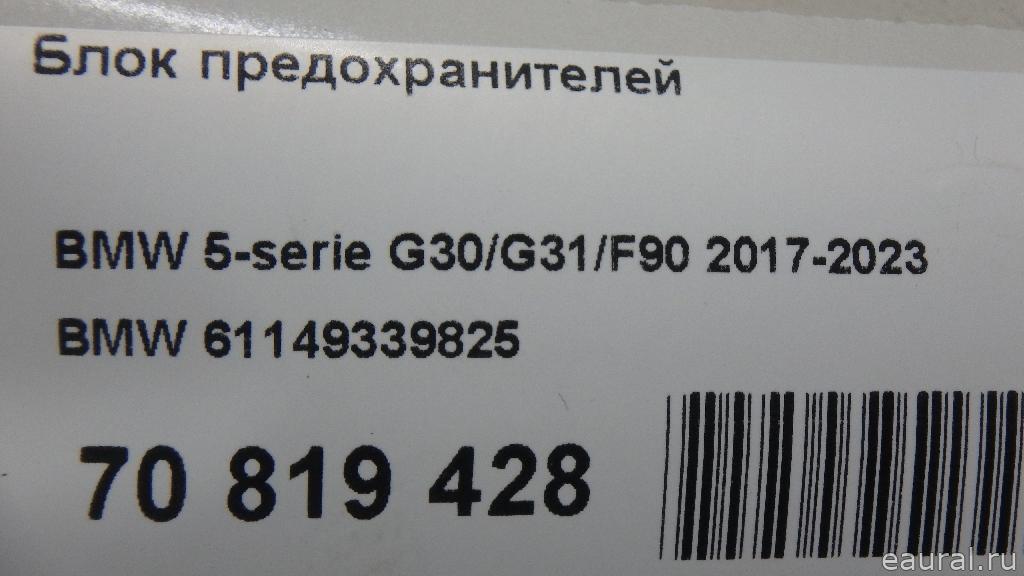 Блок предохранителей
BMW 5-serie G30/G31/F90 2017-2023
BMW 61149339825
70 819 428
eaural.ru